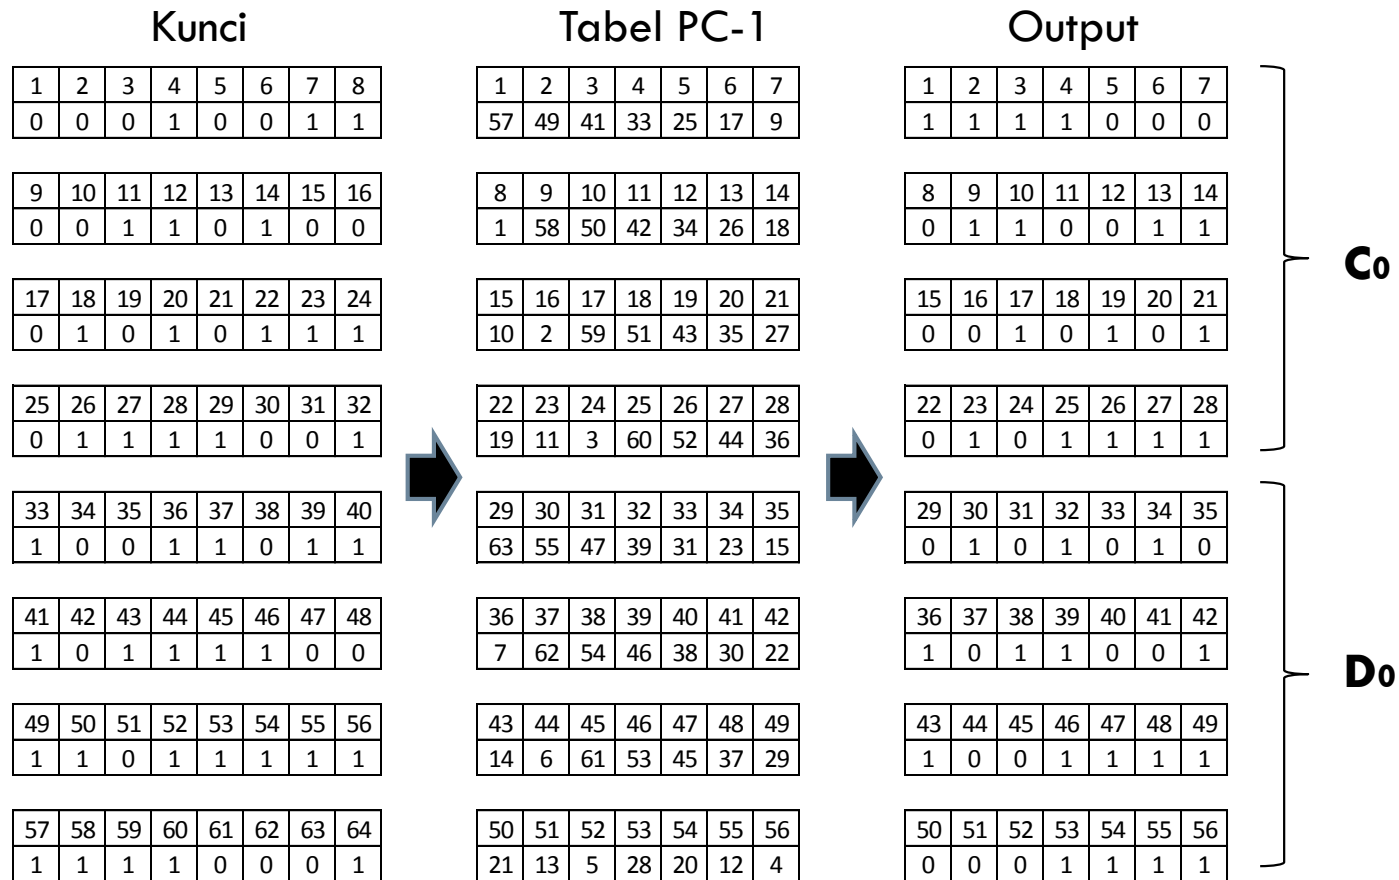 Kunci Tabel PC-1 Output
1 2 3 4 5 6 7 8 1 2 3 4 5 6 7 1 2 3 4 5 6 7
0 0 0 1 0 0 1 1 57 49 41 33 25 17 9 1 1 1 1 0 0 0
9 10 11 12 13 14 15 16 8 9 10 11 12 13 14 8 9 10 11 12 13 14
0 0 1 1 0 1 0 0 1 58 50 42 34 26 18 0 1 1 0 0 1 1
C0
17 18 19 20 21 22 23 24 15 16 17 18 19 20 21 15 16 17 18 19 20 21
0 1 0 1 0 1 1 1 10 2 59 51 43 35 27 0 0 1 0 1 0 1
25 26 27 28 29 30 31 32 22 23 24 25 26 27 28 22 23 24 25 26 27 28
0 1 1 1 1 0 0 1 19 11 3 60 52 44 36 0 1 0 1 1 1 1
33 34 35 36 37 38 39 40 29 30 31 32 33 34 35 29 30 31 32 33 34 35
1 0 0 1 1 0 1 1 63 55 47 39 31 23 15 0 1 0 1 0 1 0
41 42 43 44 45 46 47 48 36 37 38 39 40 41 42 36 37 38 39 40 41 42
1 0 1 1 1 1 0 0 7 62 54 46 38 30 22 1 0 1 1 0 0 1
D0
49 50 51 52 53 54 55 56 43 44 45 46 47 48 49 43 44 45 46 47 48 49
1 1 0 1 1 1 1 1 14 6 61 53 45 37 29 1 0 0 1 1 1 1
57 58 59 60 61 62 63 64 50 51 52 53 54 55 56 50 51 52 53 54 55 56
1 1 1 1 0 0 0 1 21 13 5 28 20 12 4 0 0 0 1 1 1 1